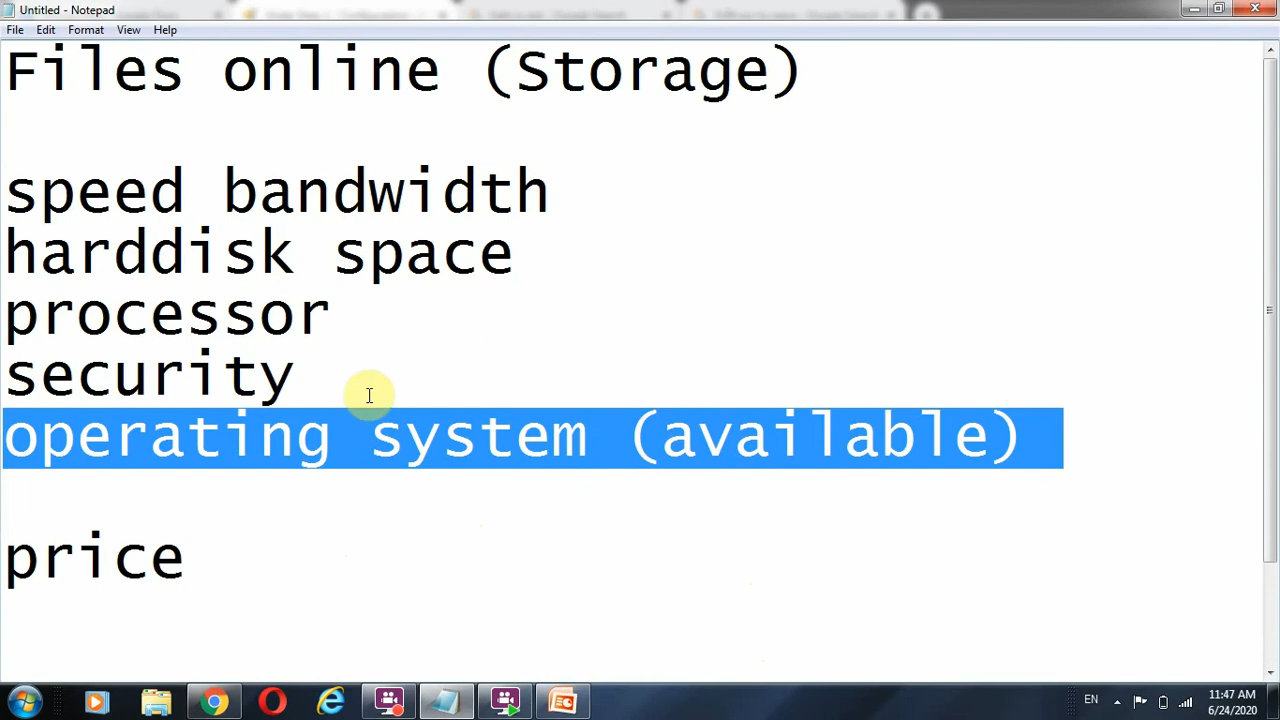 Untitled - Notepad
File Edit Format View Help
Files online (Storage)
speed bandwidth
harddisk space
processor
security
operating system (available)
price
EN
11:47 AM
6/24/2020